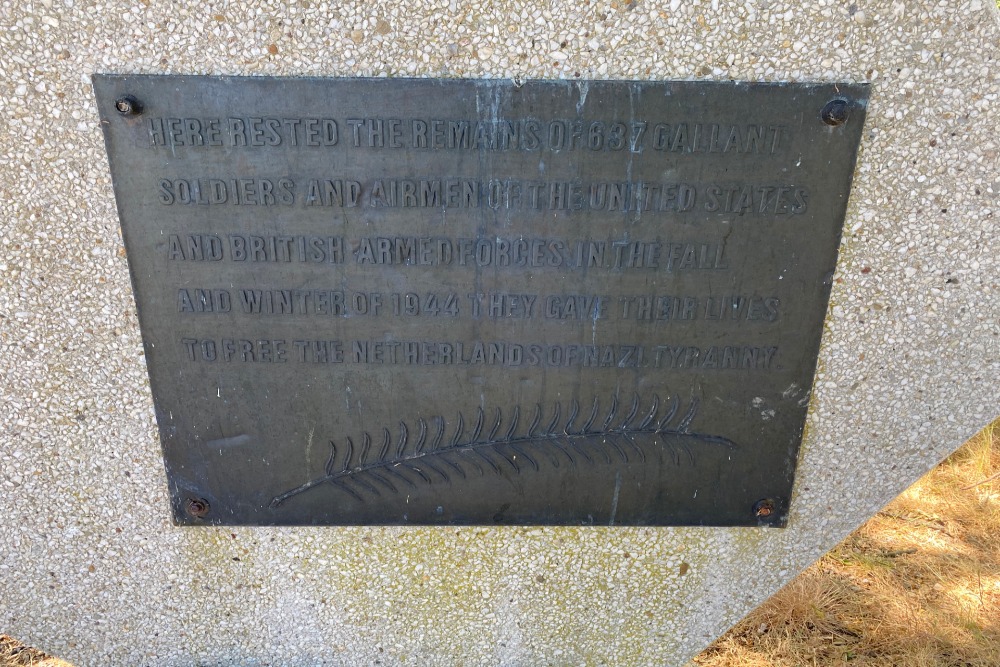 HERE RESTED THE REMAINS OF 637 GALLANT
SOLDIERS AND AIRMEN OF THE UNITED STATES
AND BRITISH ARMED FORCES. IN THE FALL
AND WINTER OF 1944 THEY GAVE THEIR LIVES
TO FREE THE NETHERLANDS OF NAZI TYRANNY.